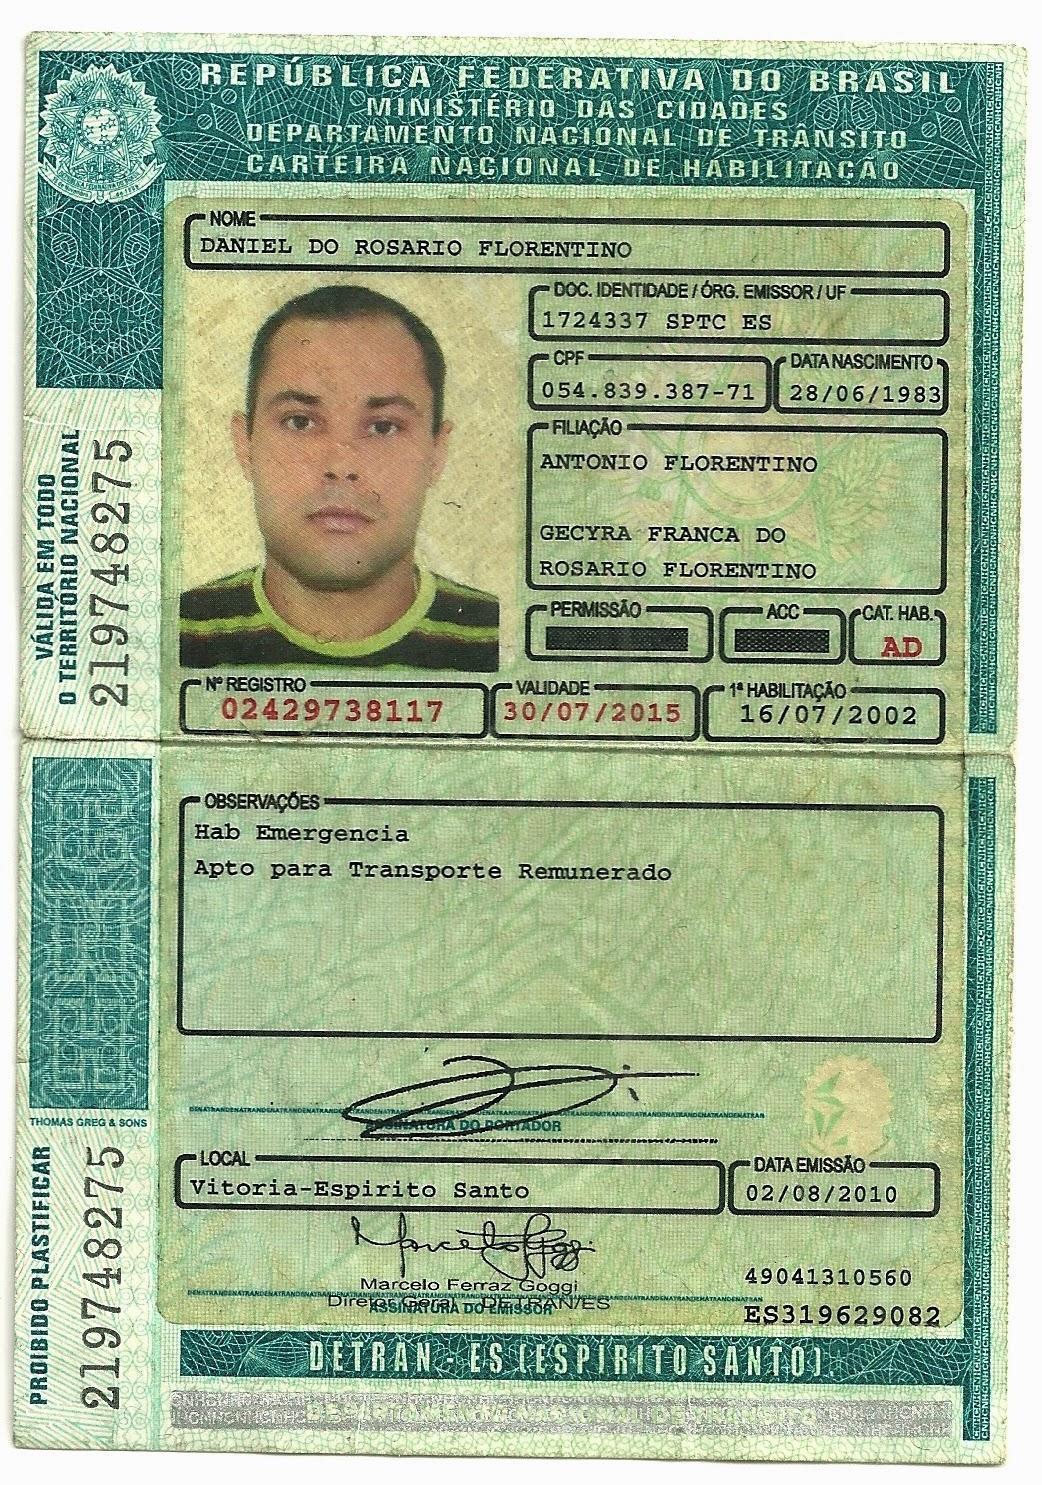 REPÚBLICA FEDERATIVA DO BRASIL
MINISTÉRIO DAS CIDADES
DEPARTAMENTO NACIONAL DE TRÂNSITO
CARTEIRA NACIONAL DE HABILITAÇÃO
NOME
DANIEL DO ROSARIO FLORENTINO
DOC. IDENTIDADE / ÓRG. EMISSOR / UF
1724337 SPTC ES
CPF
054.839.387-71
DATA NASCIMENTO
28/06/1983
FILIAÇÃO
ANTONIO FLORENTINO
GECYRA FRANCA DO
ROSARIO FLORENTINO
PERMISSÃO
ACC
CAT. HAB.
AD
Nº REGISTRO
02429738117
VALIDADE
30/07/2015
1ª HABILITAÇÃO
16/07/2002
VÁLIDA EM TODO
O TERRITÓRIO NACIONAL
219748275
OBSERVAÇÕES
Hab Emergencia
Apto para Transporte Remunerado
THOMAS GREG & SONS
ASSINATURA DO PORTADOR
LOCAL
Vitoria-Espirito Santo
DATA EMISSÃO
02/08/2010
Marcelo Ferraz Goggi
Diretor Geral - DETRAN/ES
ASSINATURA DO EMISSOR
49041310560
ES319629082
PROIBIDO PLASTIFICAR
219748275
DETRAN - ES (ESPIRITO SANTO)